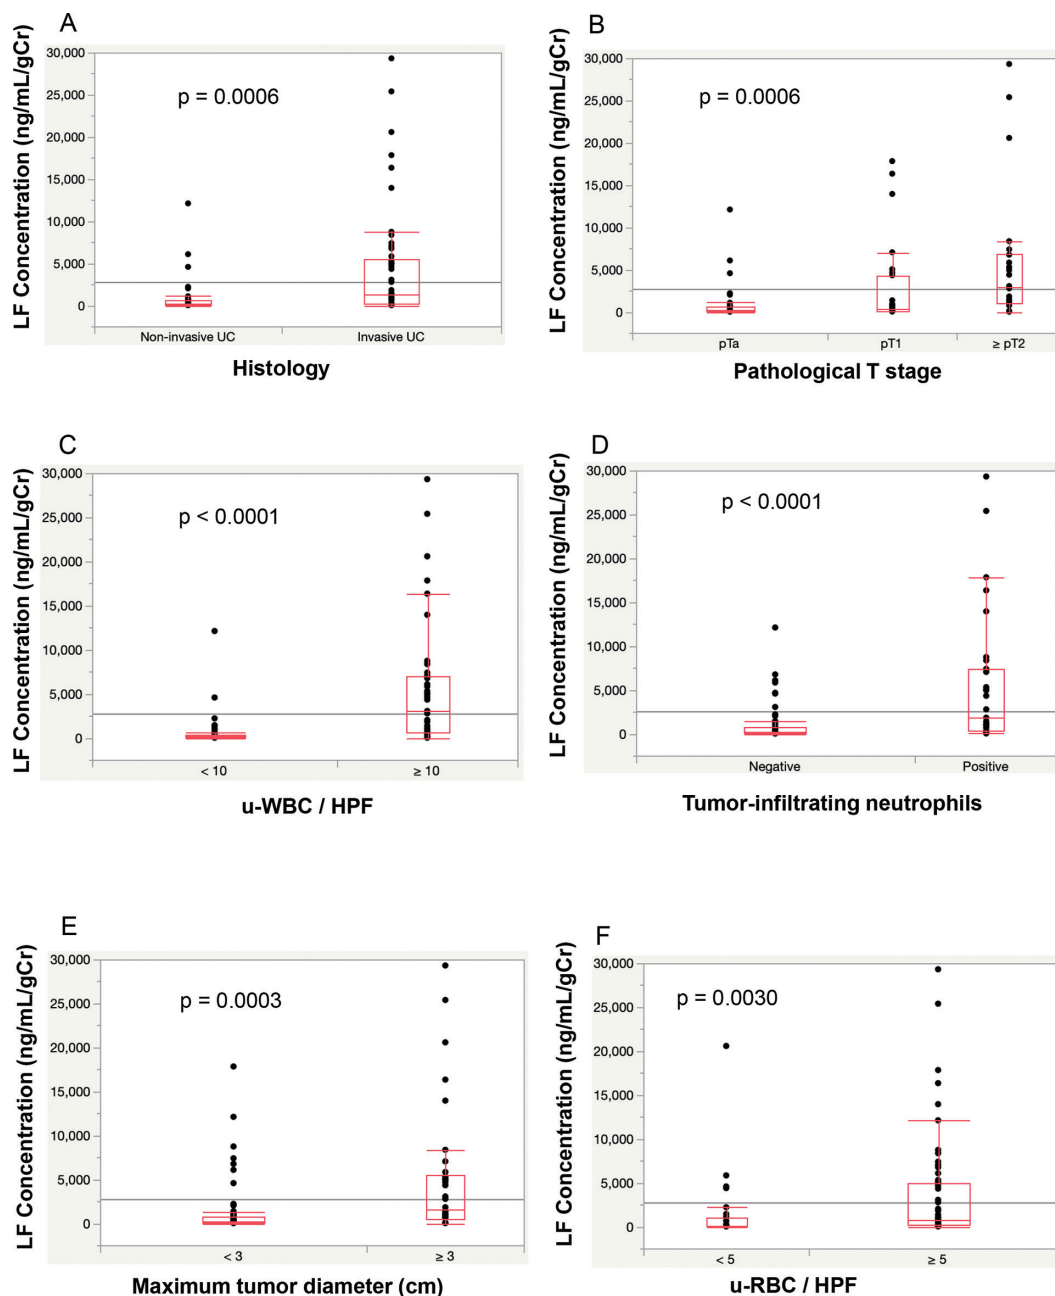 A
LF Concentration (ng/mL/gCr)
30,000
25,000
20,000
15,000
10,000
5,000
0
p = 0.0006
Non-invasive UC
Invasive UC
Histology
B
LF Concentration (ng/mL/gCr)
30,000
25,000
20,000
15,000
10,000
5,000
0
p = 0.0006
pTa
pT1
≥ pT2
Pathological T stage
C
LF Concentration (ng/mL/gCr)
30,000
25,000
20,000
15,000
10,000
5,000
0
p < 0.0001
< 10
≥ 10
u-WBC / HPF
D
LF Concentration (ng/mL/gCr)
30,000
25,000
20,000
15,000
10,000
5,000
0
p < 0.0001
Negative
Positive
Tumor-infiltrating neutrophils
E
LF Concentration (ng/mL/gCr)
30,000
25,000
20,000
15,000
10,000
5,000
0
p = 0.0003
< 3
≥ 3
Maximum tumor diameter (cm)
F
LF Concentration (ng/mL/gCr)
30,000
25,000
20,000
15,000
10,000
5,000
0
p = 0.0030
< 5
≥ 5
u-RBC / HPF